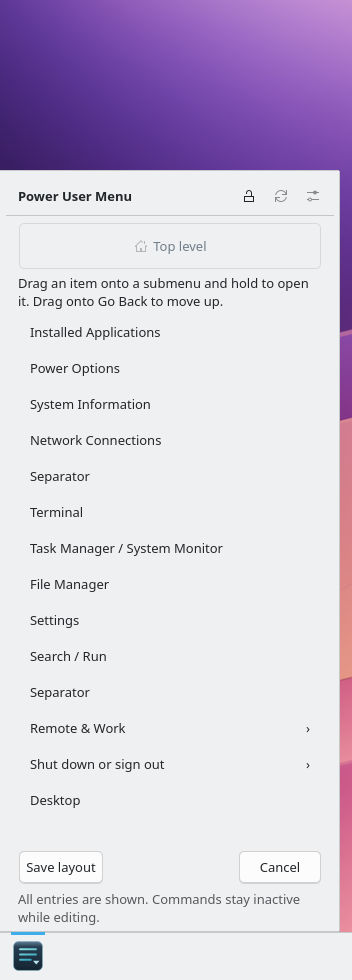 Power User Menu
Top level
Drag an item onto a submenu and hold to open
it. Drag onto Go Back to move up.
Installed Applications
Power Options
System Information
Network Connections
Separator
Terminal
Task Manager / System Monitor
File Manager
Settings
Search / Run
Separator
Remote & Work ›
Shut down or sign out ›
Desktop
Save layout Cancel
All entries are shown. Commands stay inactive
while editing.